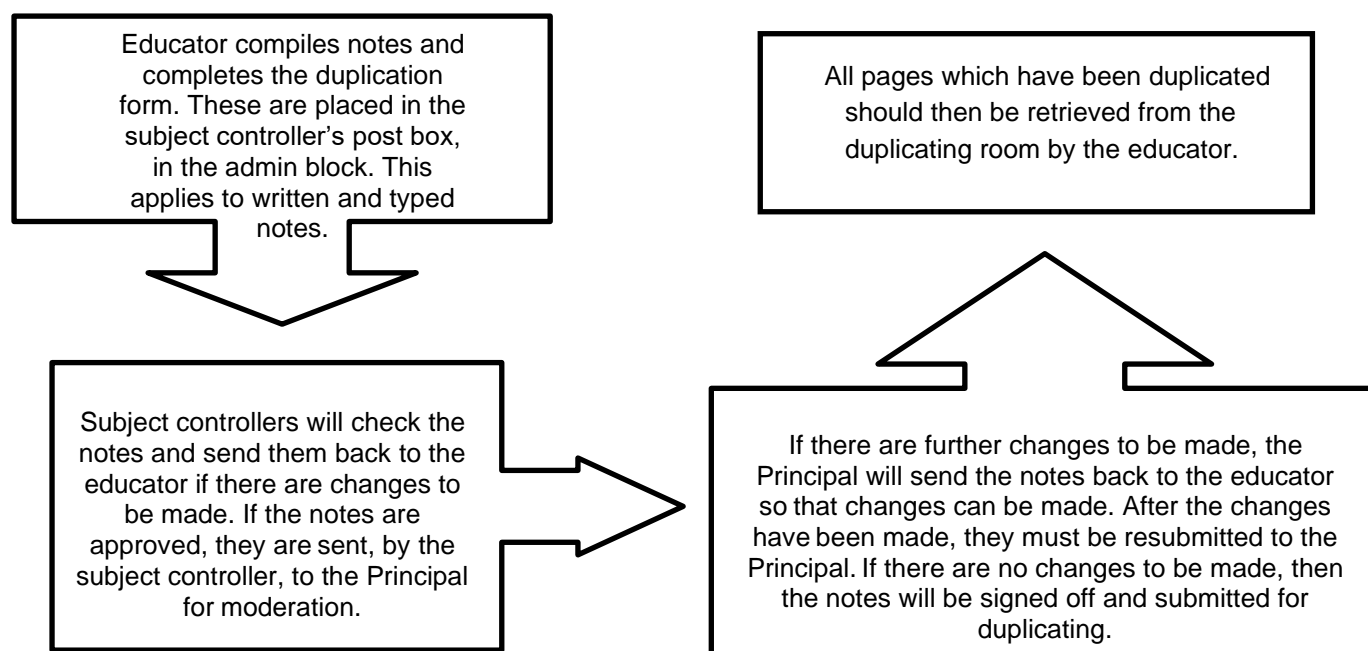 Educator compiles notes and
completes the duplication
form. These are placed in the
subject controller's post box,
in the admin block. This
applies to written and typed
notes.
Subject controllers will check the
notes and send them back to the
educator if there are changes to
be made. If the notes are
approved, they are sent, by the
subject controller, to the Principal
for moderation.
If there are further changes to be made, the
Principal will send the notes back to the educator
so that changes can be made. After the changes
have been made, they must be resubmitted to the
Principal. If there are no changes to be made, then
the notes will be signed off and submitted for
duplicating.
All pages which have been duplicated
should then be retrieved from the
duplicating room by the educator.